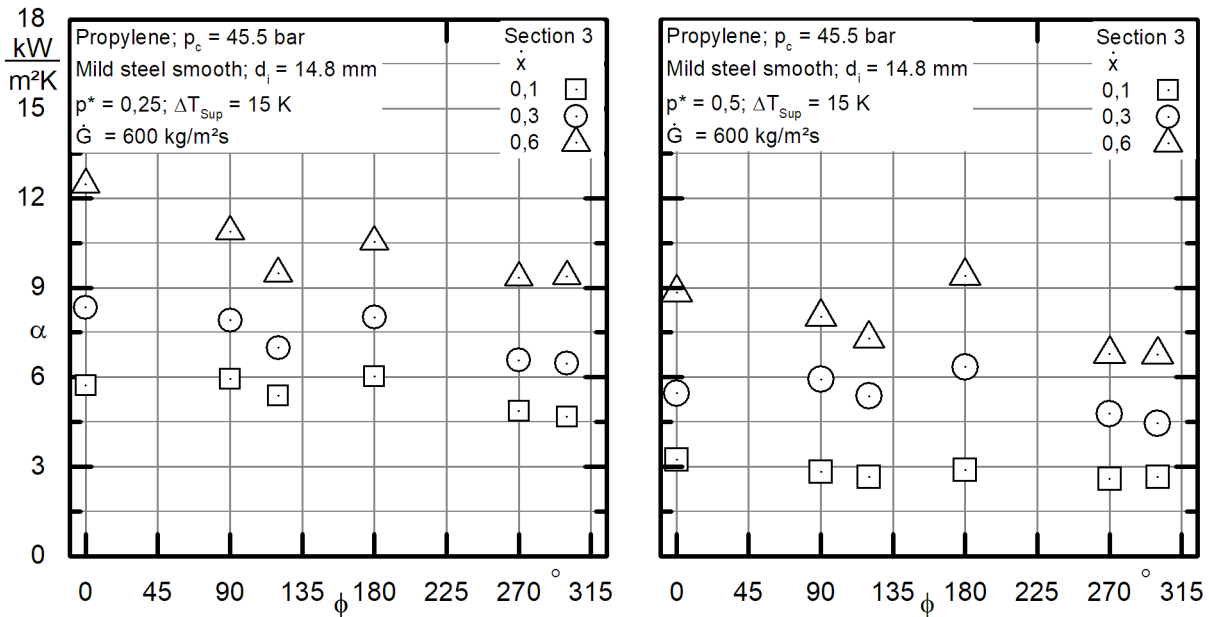 18
kW
m²K
15
12
9
α
6
3
0
Propylene; p_c = 45.5 bar
Mild steel smooth; d_i = 14.8 mm
p* = 0,25; ΔT_Sup = 15 K
Ġ = 600 kg/m²s
Section 3
ẋ
0,1
0,3
0,6
0 45 90 135 ϕ 180 225 270 ° 315
Propylene; p_c = 45.5 bar
Mild steel smooth; d_i = 14.8 mm
p* = 0,5; ΔT_Sup = 15 K
Ġ = 600 kg/m²s
Section 3
ẋ
0,1
0,3
0,6
0 45 90 135 ϕ 180 225 270 ° 315